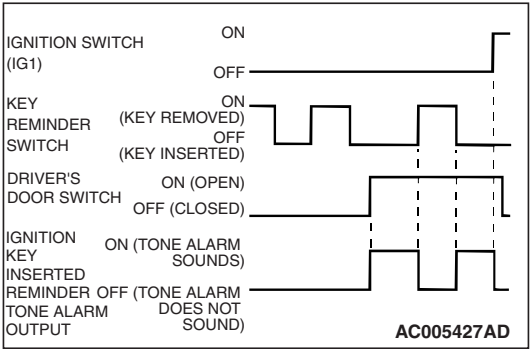 IGNITION SWITCH
(IG1)
ON
OFF
KEY
REMINDER
SWITCH
ON
(KEY REMOVED)
OFF
(KEY INSERTED)
DRIVER'S
DOOR SWITCH
ON (OPEN)
OFF (CLOSED)
IGNITION
KEY
INSERTED
REMINDER
TONE ALARM
OUTPUT
ON (TONE ALARM
SOUNDS)
OFF (TONE ALARM
DOES NOT
SOUND)
AC005427AD